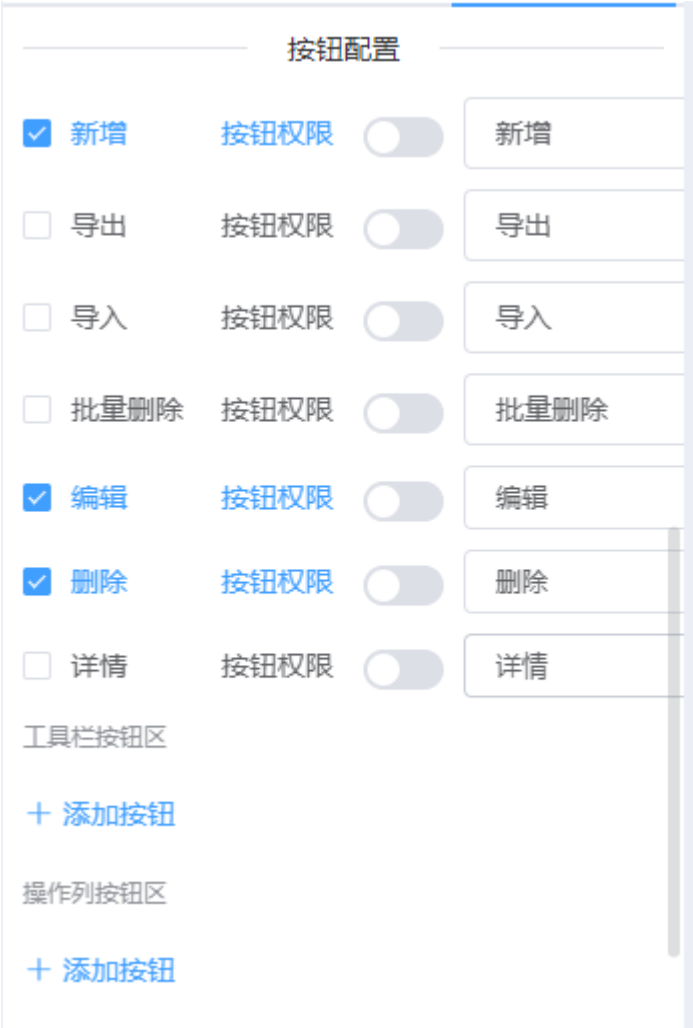 按钮配置
新增 按钮权限 新增
导出 按钮权限 导出
导入 按钮权限 导入
批量删除 按钮权限 批量删除
编辑 按钮权限 编辑
删除 按钮权限 删除
详情 按钮权限 详情
工具栏按钮区
+ 添加按钮
操作列按钮区
+ 添加按钮